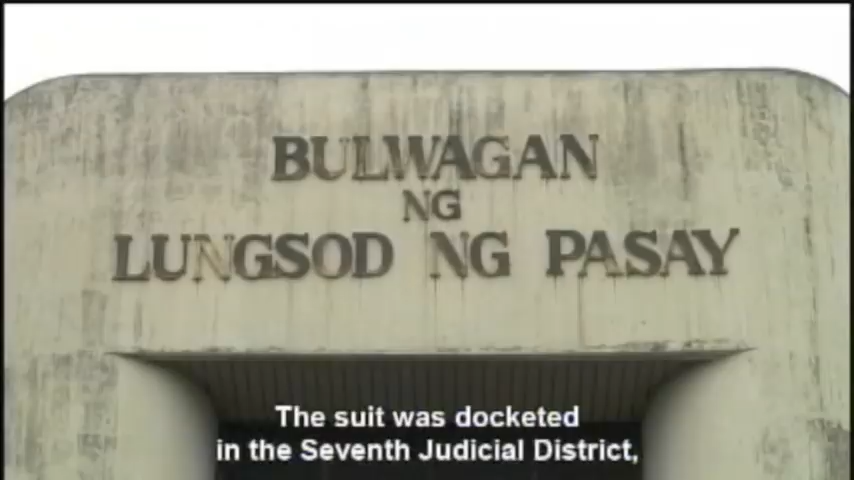 BULWAGAN
NG
LUNGSOD NG PASAY
The suit was docketed
in the Seventh Judicial District,